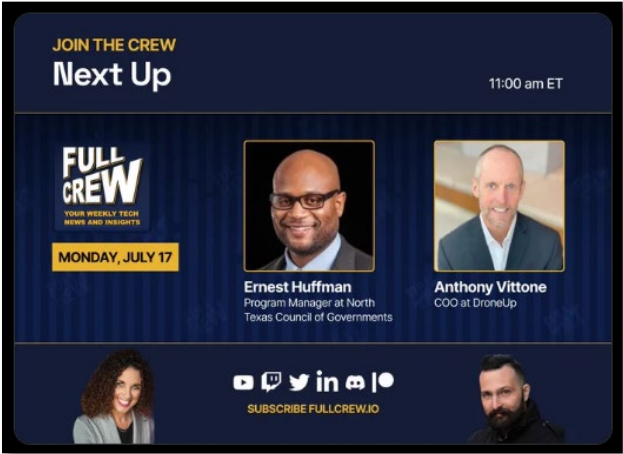 JOIN THE CREW
Next Up
11:00 am ET
FULL
CREW
YOUR WEEKLY TECH
NEWS AND INSIGHTS
MONDAY, JULY 17
Ernest Huffman
Program Manager at North
Texas Council of Governments
Anthony Vittone
COO at DroneUp
in
SUBSCRIBE FULLCREW.IO